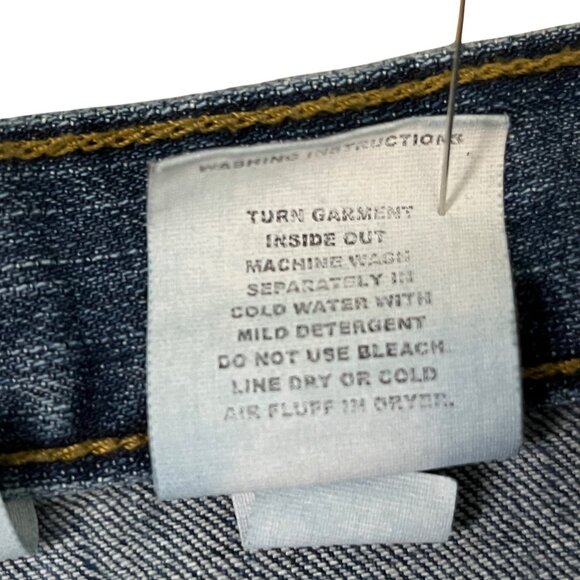 WASHING INSTRUCTIONS
TURN GARMENT
INSIDE OUT
MACHINE WASH
SEPARATELY IN
COLD WATER WITH
MILD DETERGENT
DO NOT USE BLEACH.
LINE DRY OR COLD
AIR FLUFF IN DRYER.